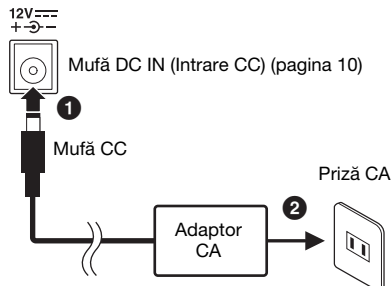 12V
Mufă DC IN (Intrare CC) (pagina 10)
1
Mufă CC
Priză CA
2
Adaptor
CA